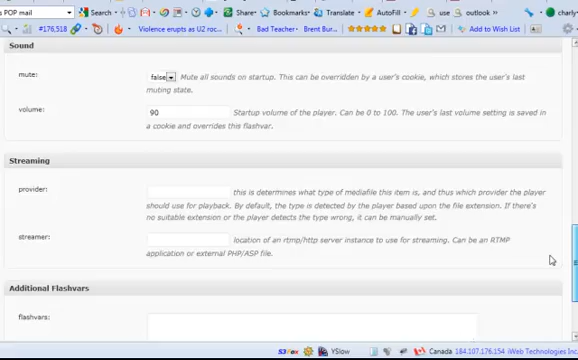 POP mail Search Share Bookmarks Translate AutoFill use outlook charly
#176,518 Violence erupts as U2 roc... Bad Teacher: Brent Bur... Add to Wish List
Sound
mute: false Mute all sounds on startup. This can be overridden by a user's cookie, which stores the user's last
muting state.
volume: 90 Startup volume of the player. Can be 0 to 100. The user's last volume setting is saved in
a cookie and overrides this flashvar.
Streaming
provider: this is determines what type of mediafile this item is, and thus which provider the player
should use for playback. By default, the type is detected by the player based upon the file extension. If there's
no suitable extension or the player detects the type wrong, it can be manually set.
streamer: location of an rtmp/http server instance to use for streaming. Can be an RTMP
application or external PHP/ASP file.
Additional Flashvars
flashvars:
S3Fox YSlow Canada 184.107.176.154 iWeb Technologies Inc.